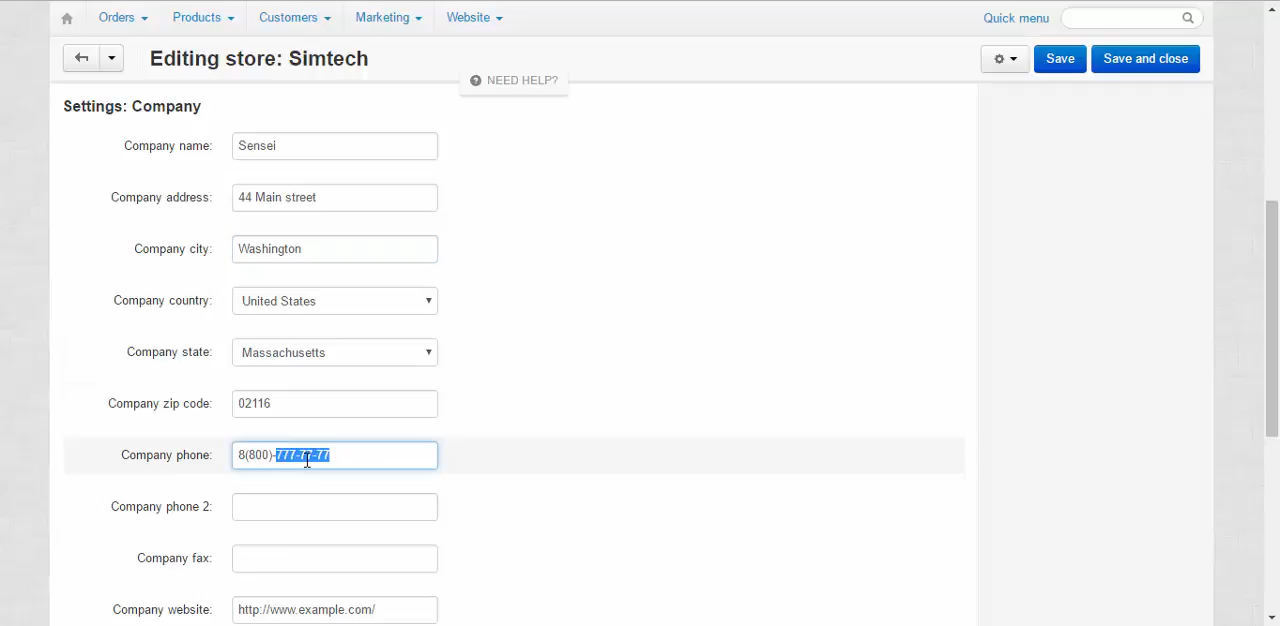 Orders Products Customers Marketing Website Quick menu
Editing store: Simtech Save Save and close
NEED HELP?
Settings: Company
Company name: Sensei
Company address: 44 Main street
Company city: Washington
Company country: United States
Company state: Massachusetts
Company zip code: 02116
Company phone: 8(800)-777-77-77
Company phone 2:
Company fax:
Company website: http://www.example.com/